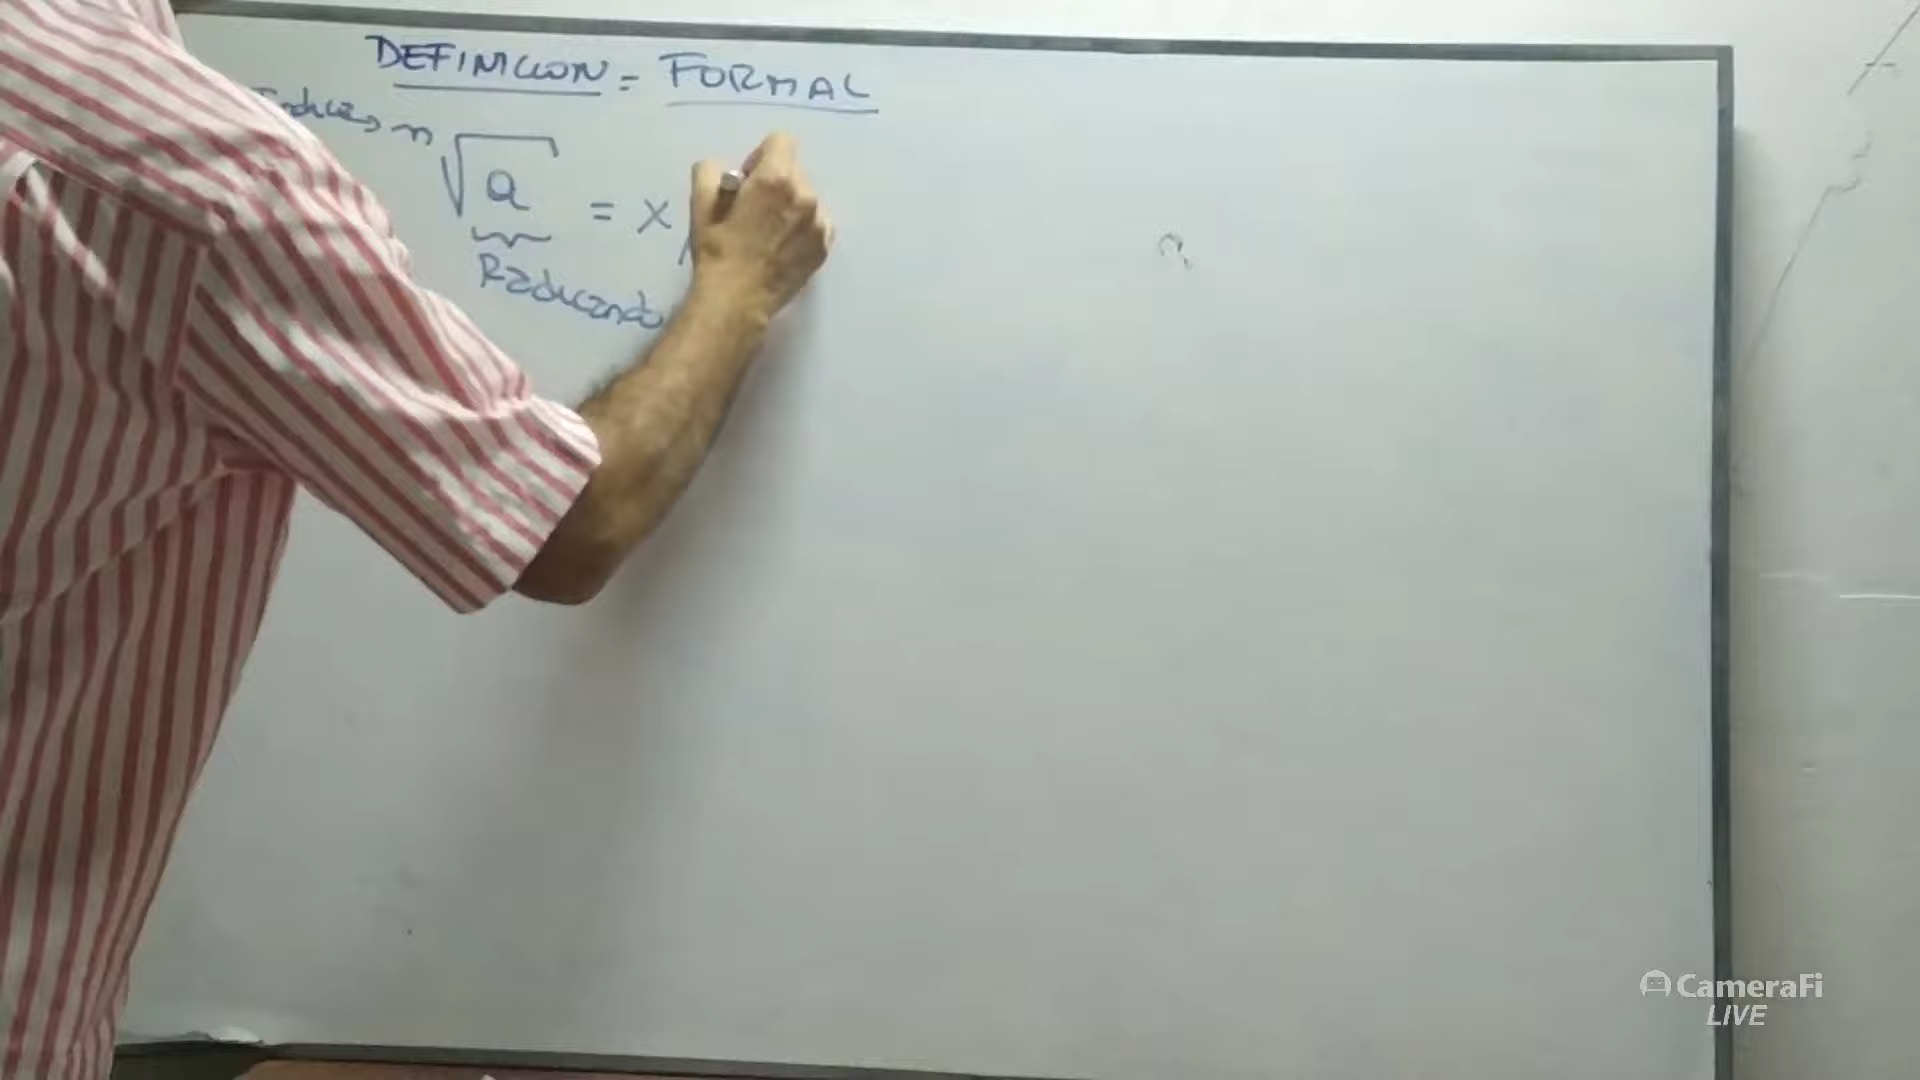 DEFINICION = FORMAL
Indice → n
√a = x
Radicando
CameraFi
LIVE